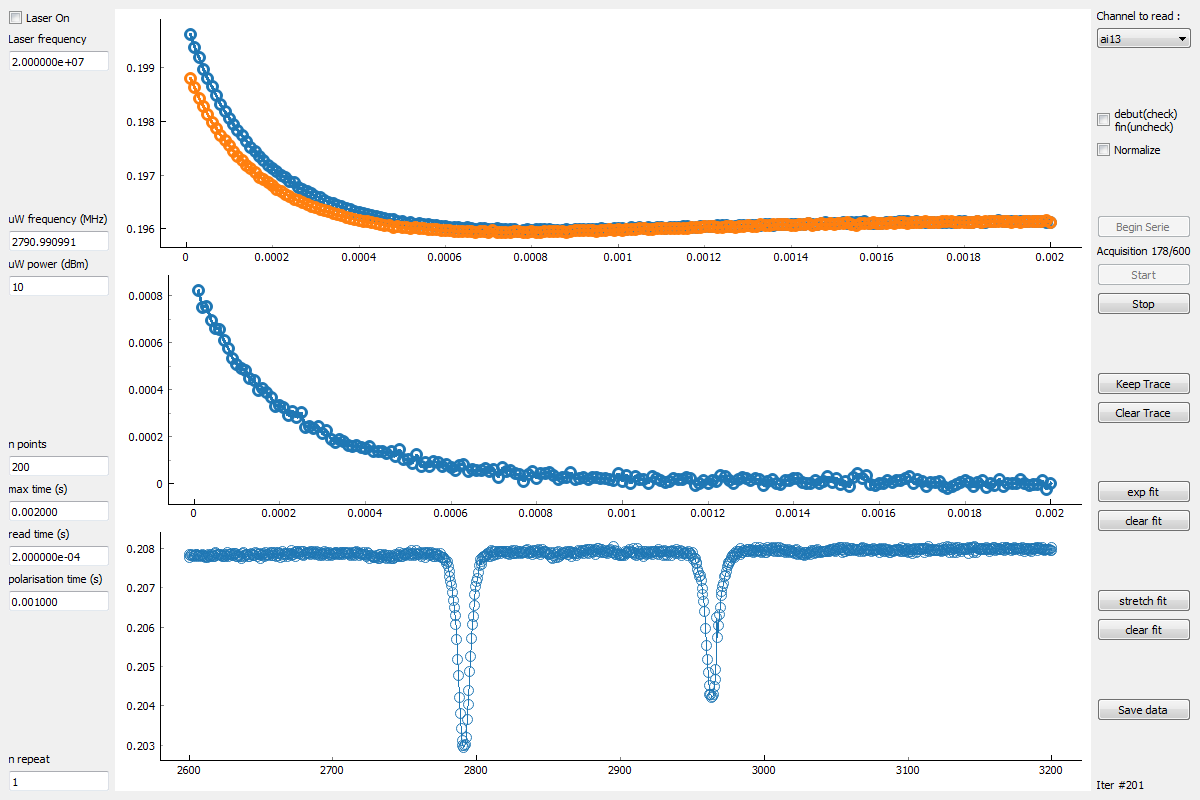 Laser On
Laser frequency
2.000000e+07
uW frequency (MHz)
2790.990991
uW power (dBm)
10
n points
200
max time (s)
0.002000
read time (s)
2.000000e-04
polarisation time (s)
0.001000
n repeat
1
0.199
0.198
0.197
0.196
0 0.0002 0.0004 0.0006 0.0008 0.001 0.0012 0.0014 0.0016 0.0018 0.002
0.0008
0.0006
0.0004
0.0002
0
0 0.0002 0.0004 0.0006 0.0008 0.001 0.0012 0.0014 0.0016 0.0018 0.002
0.208
0.207
0.206
0.205
0.204
0.203
2600 2700 2800 2900 3000 3100 3200
Channel to read :
ai13
debut(check)
fin(uncheck)
Normalize
Begin Serie
Acquisition 178/600
Start
Stop
Keep Trace
Clear Trace
exp fit
clear fit
stretch fit
clear fit
Save data
Iter #201